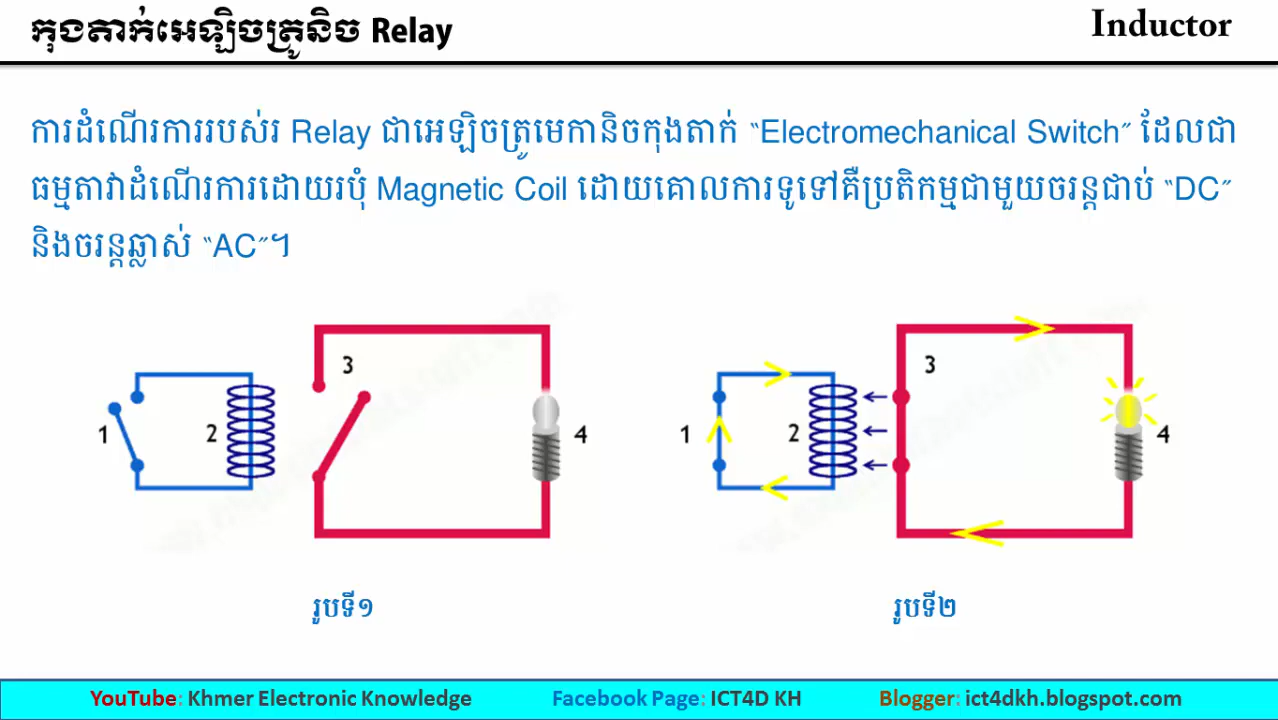 កុងតាក់អេឡិចត្រូនិច Relay
Inductor
ការដំណើរការរបស់រ Relay ជាអេឡិចត្រូមេកានិចកុងតាក់ “Electromechanical Switch” ដែលជា
ធម្មតាវាដំណើរការដោយរបុំ Magnetic Coil ដោយគោលការទូទៅគឺប្រតិកម្មជាមួយចរន្តជាប់ “DC”
និងចរន្តឆ្លាស់ “AC”។
3
1
2
4
3
1
2
4
រូបទី១
រូបទី២
YouTube: Khmer Electronic Knowledge
Facebook Page: ICT4D KH
Blogger: ict4dkh.blogspot.com